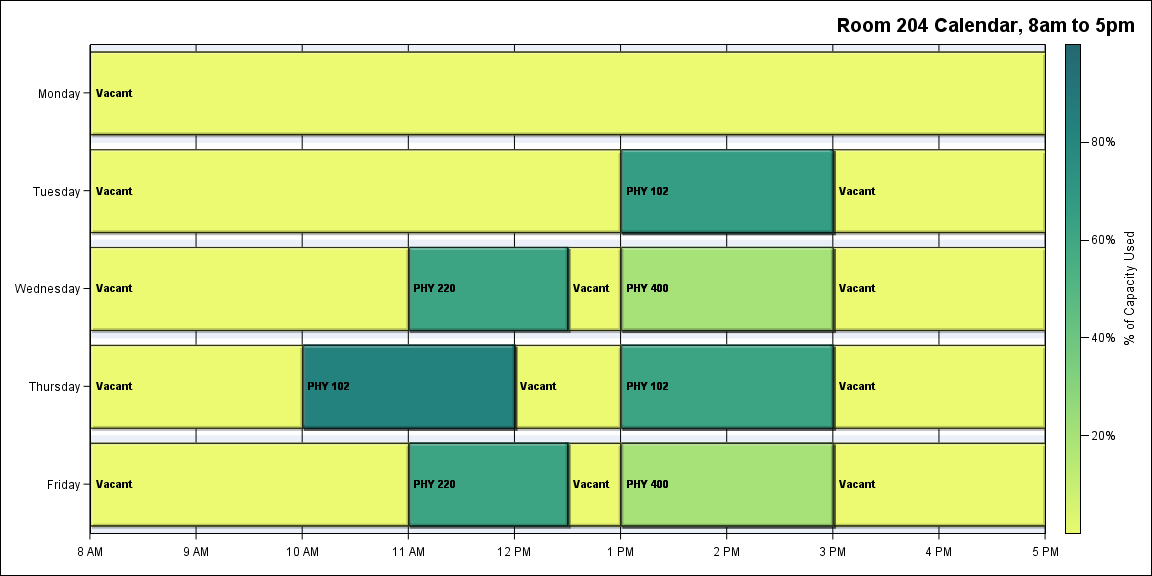 Room 204 Calendar, 8am to 5pm
Monday
Vacant
Tuesday
Vacant
PHY 102
Vacant
Wednesday
Vacant
PHY 220
Vacant
PHY 400
Vacant
Thursday
Vacant
PHY 102
Vacant
PHY 102
Vacant
Friday
Vacant
PHY 220
Vacant
PHY 400
Vacant
8 AM
9 AM
10 AM
11 AM
12 PM
1 PM
2 PM
3 PM
4 PM
5 PM
80%
60%
40%
20%
% of Capacity Used